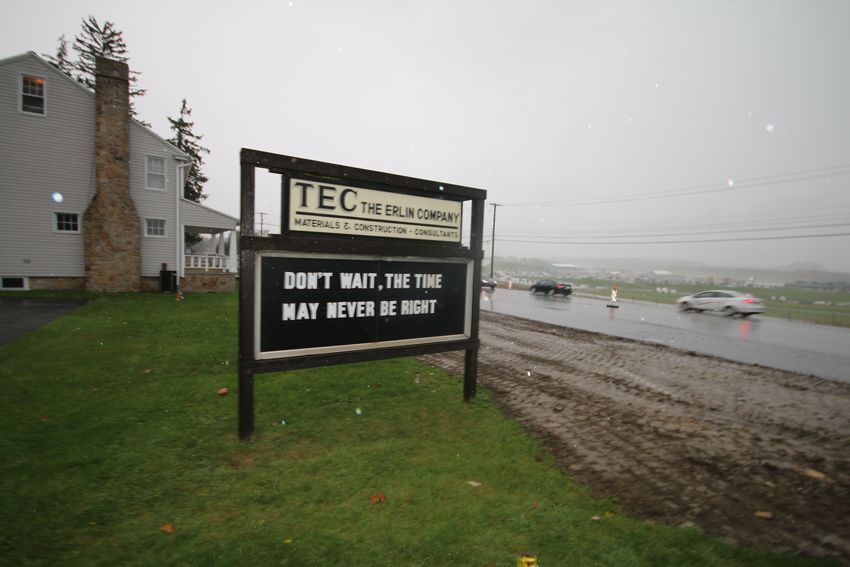 TEC THE ERLIN COMPANY
MATERIALS & CONSTRUCTION - CONSULTANTS
DON'T WAIT, THE TIME
MAY NEVER BE RIGHT